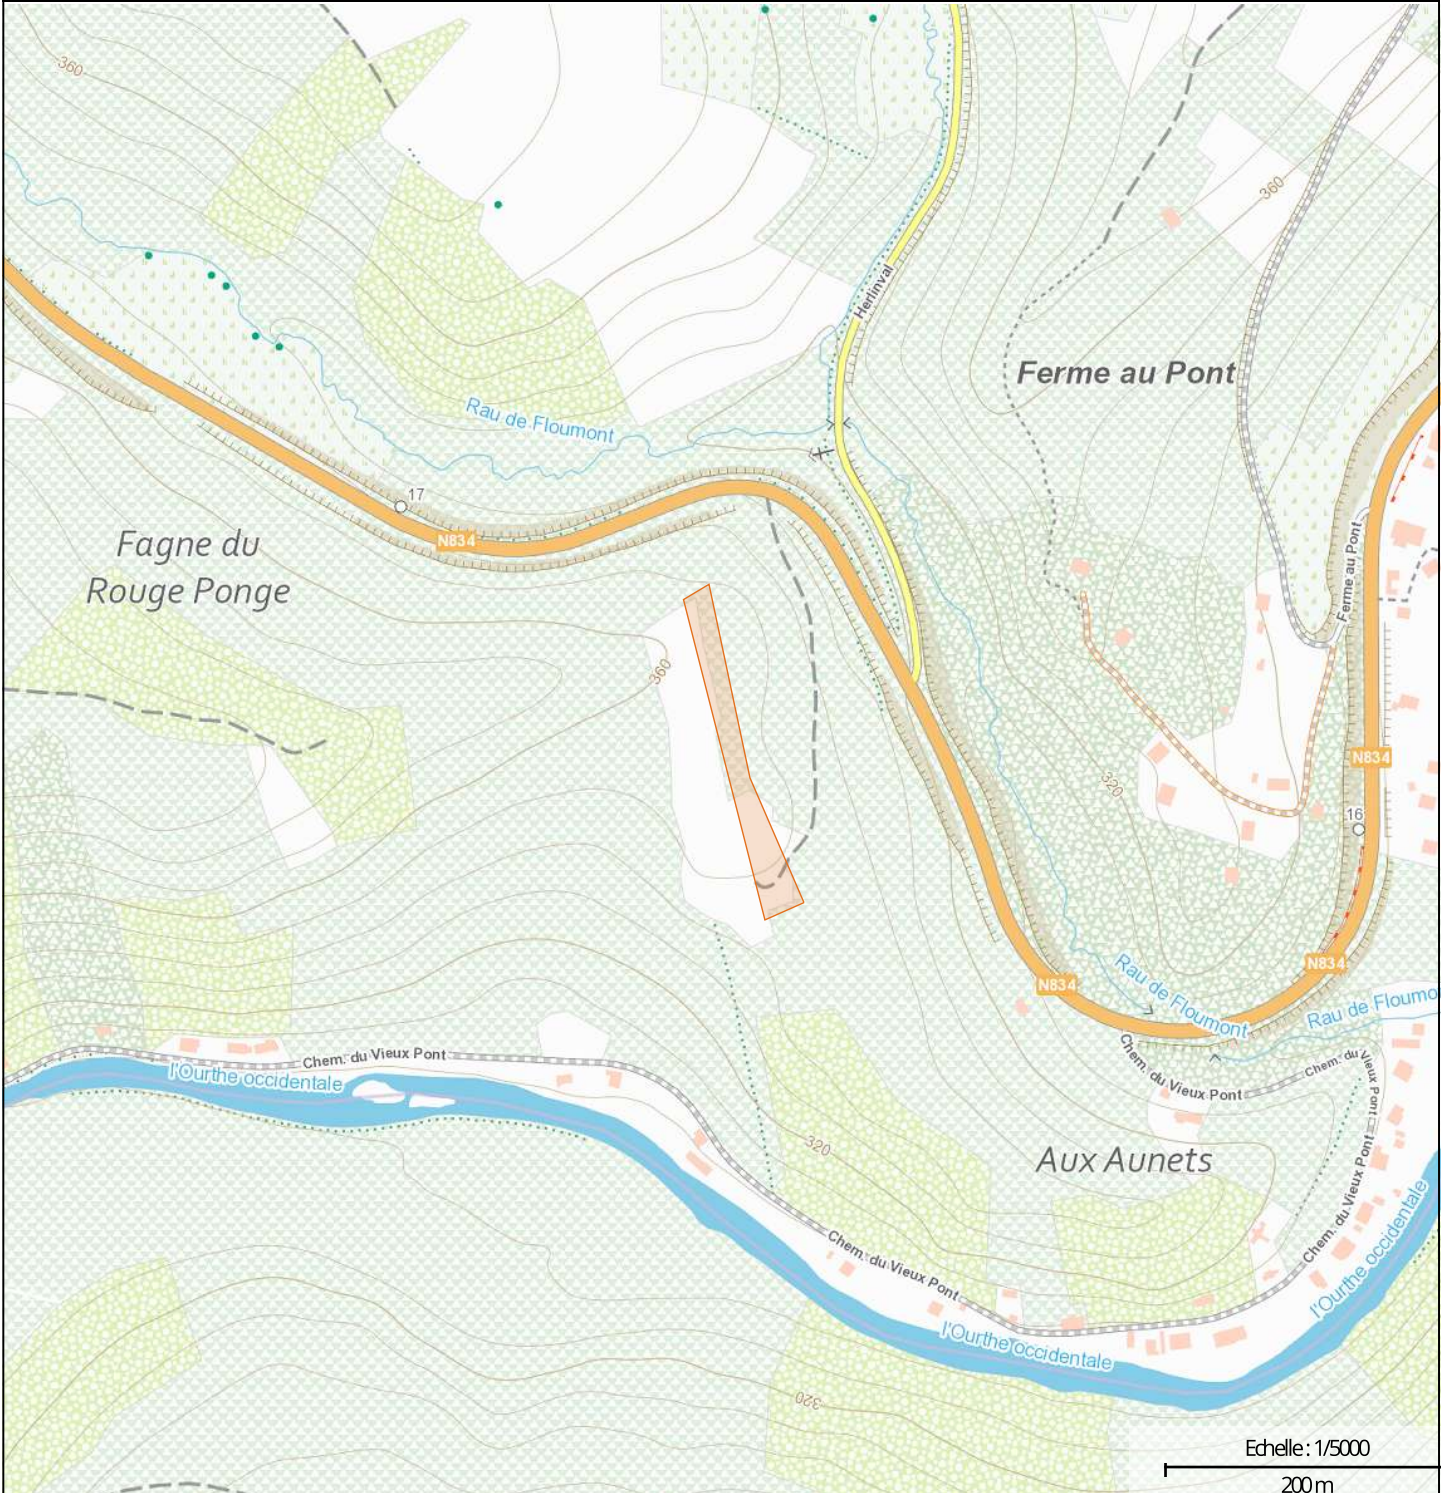 360
360
Herlinval
Ferme au Pont
Rau de Floumont
17
N834
Fagne du
Rouge Ponge
Ferme au Pont
360
N834
320
16
N834
N834
Rau de Floumont
Rau de Floumo
Chem. du Vieux Pont
Chem. du Vieux Pont
Chem. du Vieux Pont
l'Ourthe occidentale
320
Aux Aunets
Chem. du Vieux Pont
Chem. du Vieux Pont
l'Ourthe occidentale
l'Ourthe occidentale
320
Echelle : 1/5000
200 m